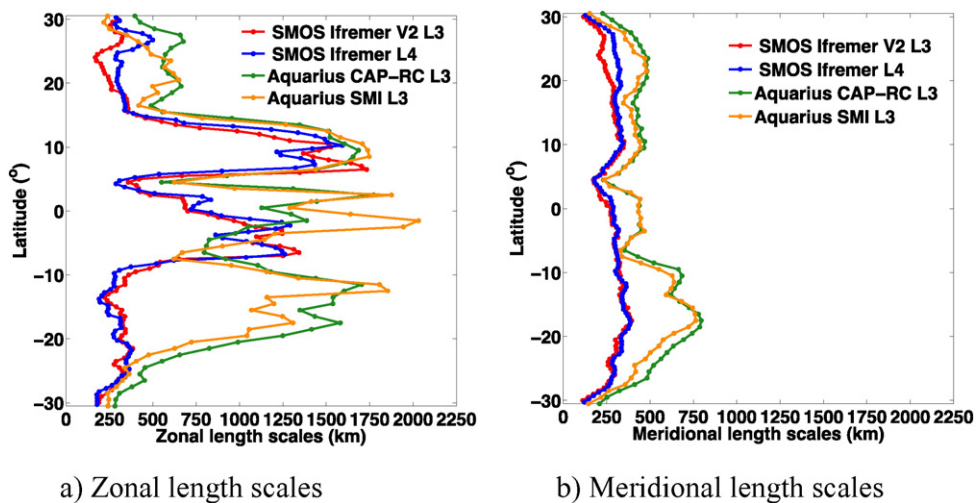 a)
30
20
10
0
−10
−20
−30
Latitude (°)
SMOS Ifremer V2 L3
SMOS Ifremer L4
Aquarius CAP−RC L3
Aquarius SMI L3
0 250 500 750 1000 1250 1500 1750 2000 2250
Zonal length scales (km)
a) Zonal length scales
b)
30
20
10
0
−10
−20
−30
Latitude (°)
SMOS Ifremer V2 L3
SMOS Ifremer L4
Aquarius CAP−RC L3
Aquarius SMI L3
0 250 500 750 1000 1250 1500 1750 2000 2250
Meridional length scales (km)
b) Meridional length scales